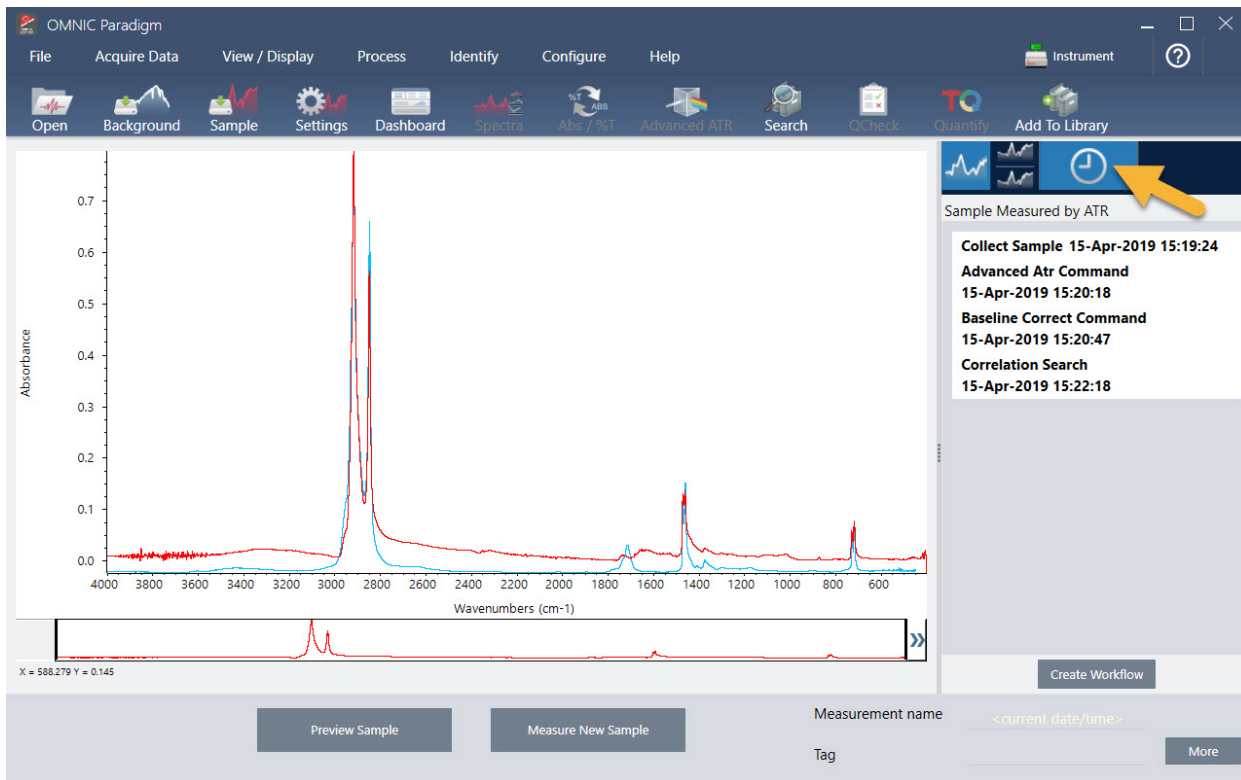 OMNIC Paradigm
File Acquire Data View / Display Process Identify Configure Help Instrument ?
%T ABS TQ
Open Background Sample Settings Dashboard Spectra Abs / %T Advanced ATR Search QCheck Quantify Add To Library
Sample Measured by ATR
Collect Sample 15-Apr-2019 15:19:24
Advanced Atr Command
15-Apr-2019 15:20:18
Baseline Correct Command
15-Apr-2019 15:20:47
Correlation Search
15-Apr-2019 15:22:18
0.7
0.6
0.5
0.4
0.3
0.2
0.1
0.0
Absorbance
4000 3800 3600 3400 3200 3000 2800 2600 2400 2200 2000 1800 1600 1400 1200 1000 800 600
Wavenumbers (cm-1)
X = 588.279 Y = 0.145
Create Workflow
Preview Sample Measure New Sample
Measurement name <current date/time>
Tag
More